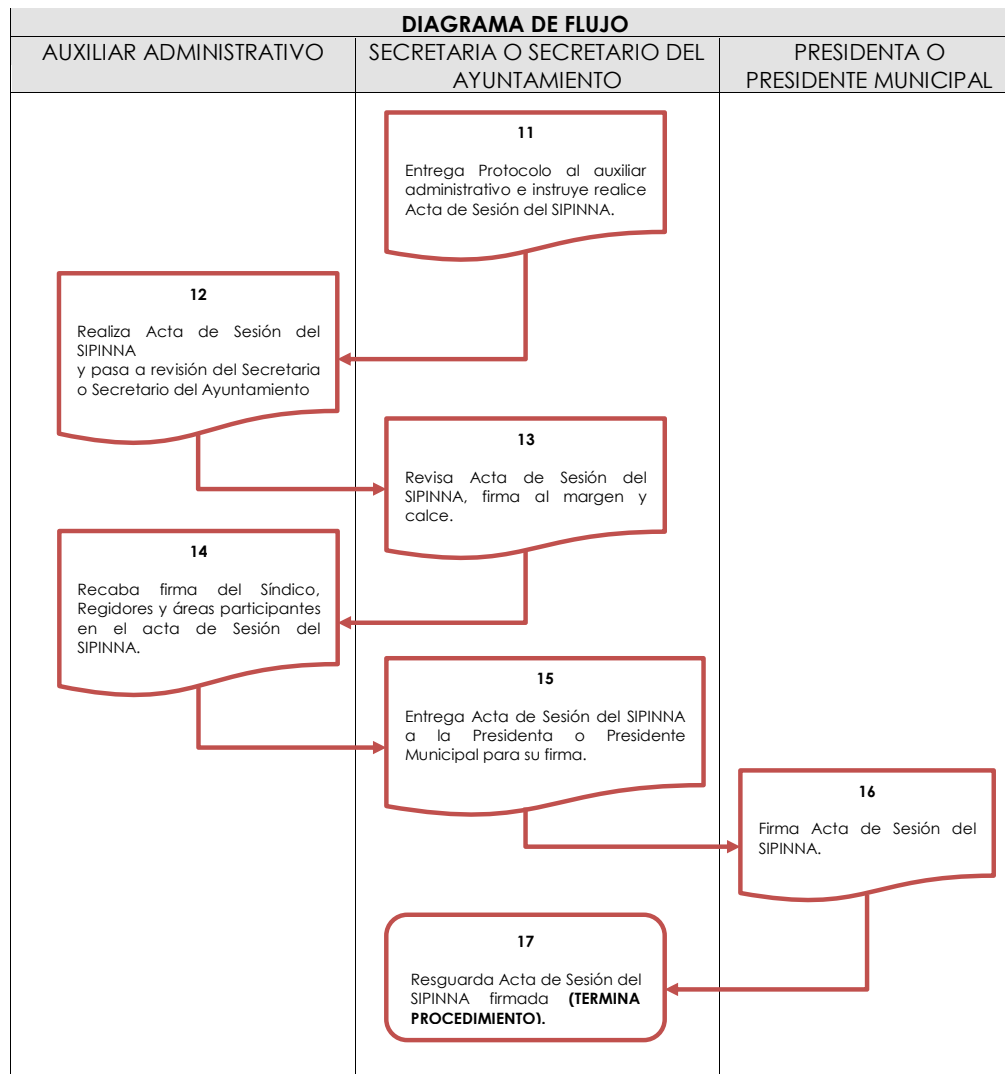 DIAGRAMA DE FLUJO
AUXILIAR ADMINISTRATIVO
SECRETARIA O SECRETARIO DEL
AYUNTAMIENTO
PRESIDENTA O
PRESIDENTE MUNICIPAL
11
Entrega Protocolo al auxiliar
administrativo e instruye realice
Acta de Sesión del SIPINNA.
12
Realiza Acta de Sesión del
SIPINNA
y pasa a revisión del Secretaria
o Secretario del Ayuntamiento
13
Revisa Acta de Sesión del
SIPINNA, firma al margen y
calce.
14
Recaba firma del Síndico,
Regidores y áreas participantes
en el acta de Sesión del
SIPINNA.
15
Entrega Acta de Sesión del SIPINNA
a la Presidenta o Presidente
Municipal para su firma.
16
Firma Acta de Sesión del
SIPINNA.
17
Resguarda Acta de Sesión del
SIPINNA firmada (TERMINA
PROCEDIMIENTO).